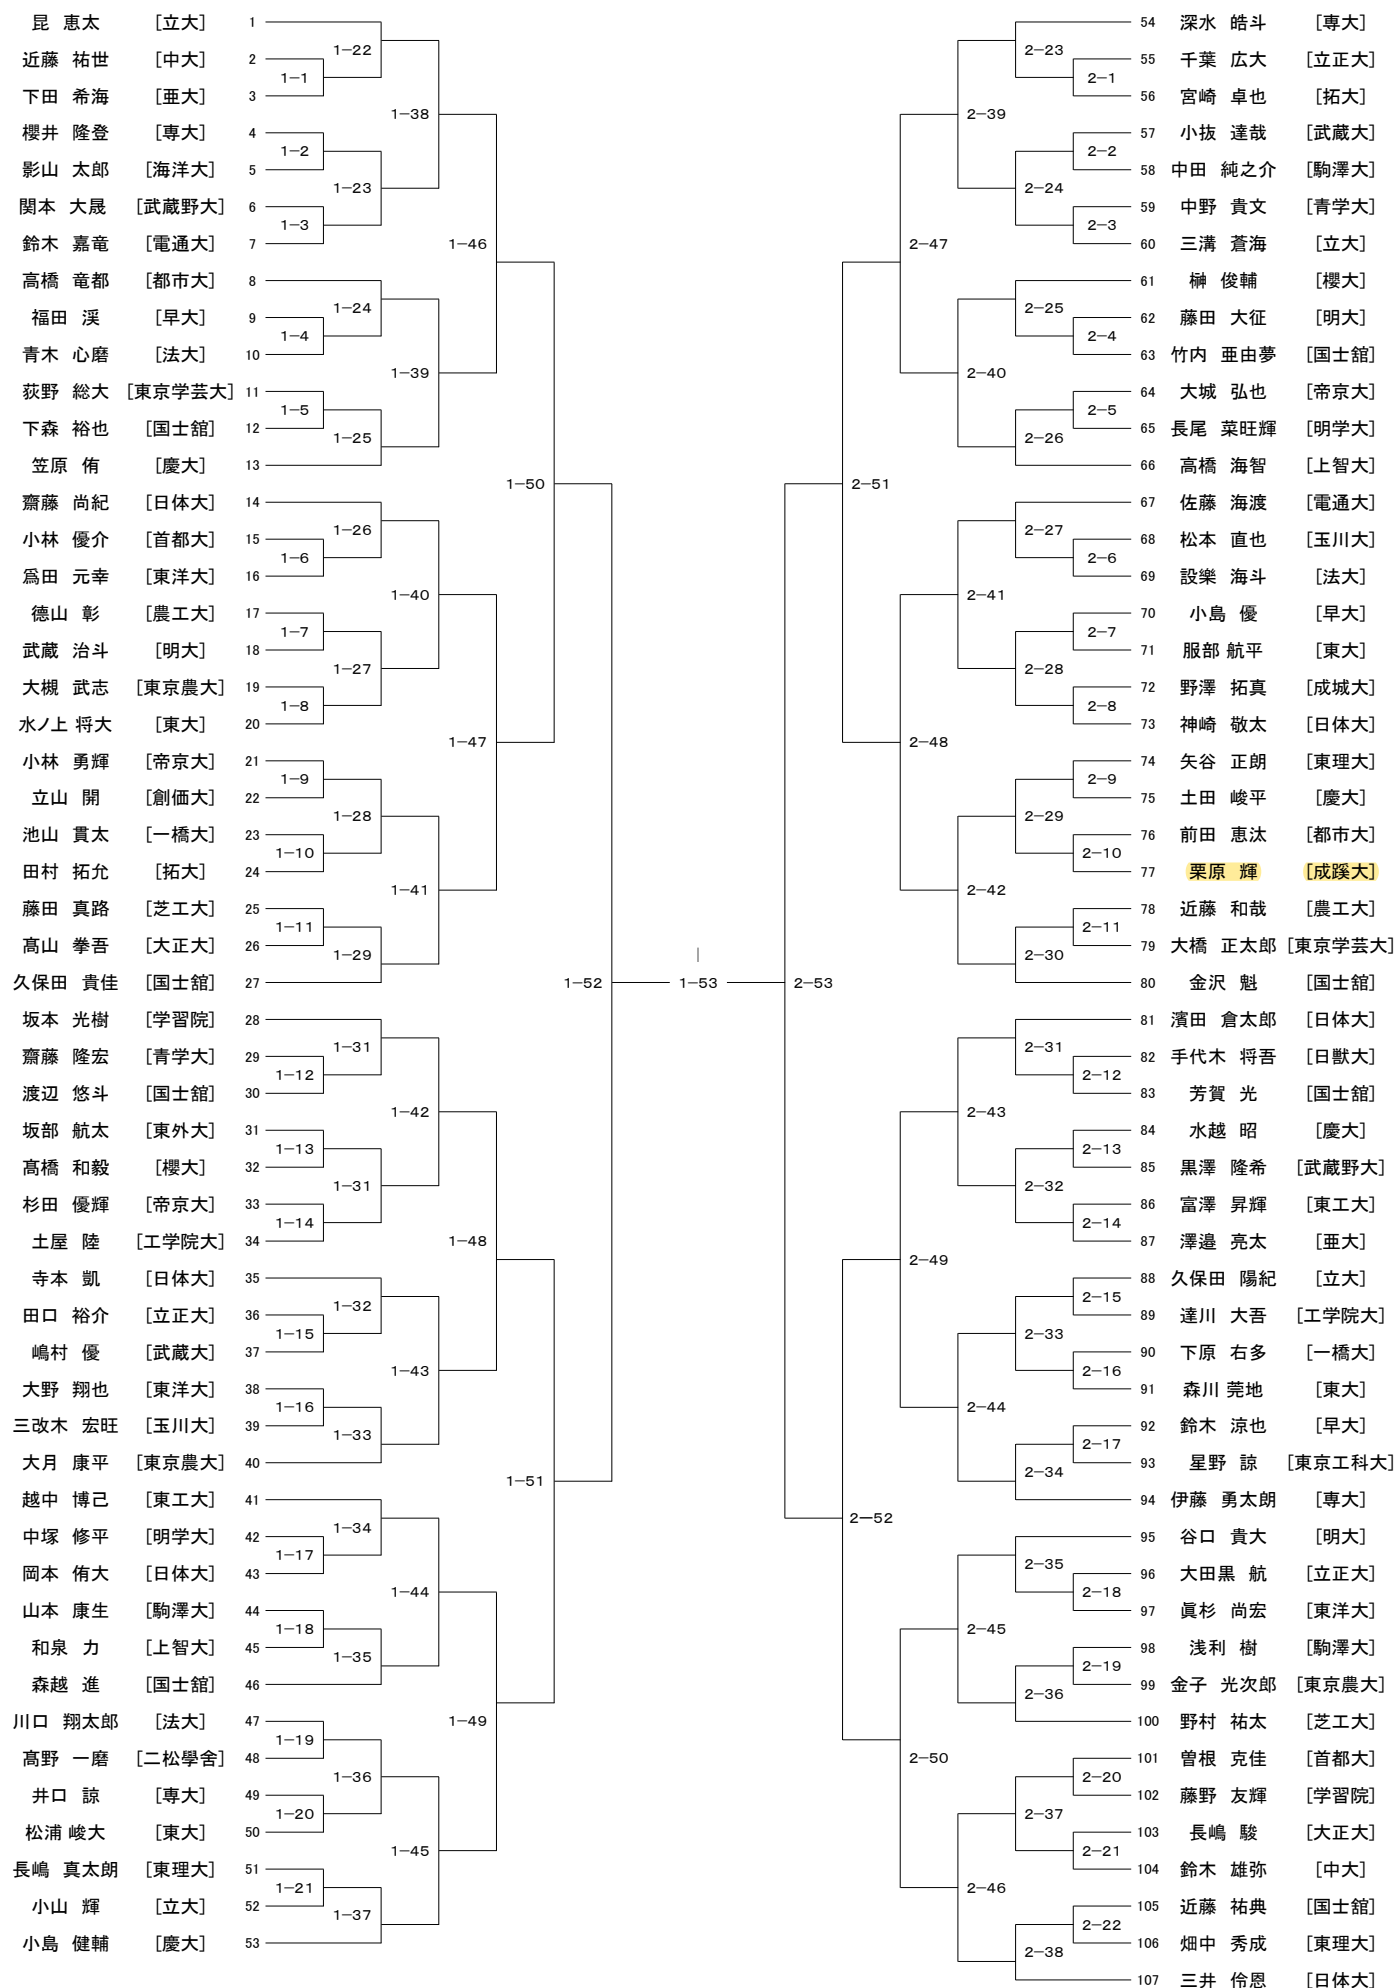 昆 恵太 [立大] 1
近藤 祐世 [中大] 2
下田 希海 [亜大] 3
櫻井 隆登 [専大] 4
影山 太郎 [海洋大] 5
関本 大晟 [武蔵野大] 6
鈴木 嘉竜 [電通大] 7
高橋 竜都 [都市大] 8
福田 渓 [早大] 9
青木 心磨 [法大] 10
荻野 総大 [東京学芸大] 11
下森 裕也 [国士舘] 12
笠原 侑 [慶大] 13
齋藤 尚紀 [日体大] 14
小林 優介 [首都大] 15
爲田 元幸 [東洋大] 16
德山 彰 [農工大] 17
武蔵 治斗 [明大] 18
大槻 武志 [東京農大] 19
水ノ上 将大 [東大] 20
小林 勇輝 [帝京大] 21
立山 開 [創価大] 22
池山 貫太 [一橋大] 23
田村 拓允 [拓大] 24
藤田 真路 [芝工大] 25
髙山 拳吾 [大正大] 26
久保田 貴佳 [国士舘] 27
坂本 光樹 [学習院] 28
齋藤 隆宏 [青学大] 29
渡辺 悠斗 [国士舘] 30
坂部 航太 [東外大] 31
髙橋 和毅 [櫻大] 32
杉田 優輝 [帝京大] 33
土屋 陸 [工学院大] 34
寺本 凱 [日体大] 35
田口 裕介 [立正大] 36
嶋村 優 [武蔵大] 37
大野 翔也 [東洋大] 38
三改木 宏旺 [玉川大] 39
大月 康平 [東京農大] 40
越中 博己 [東工大] 41
中塚 修平 [明学大] 42
岡本 侑大 [日体大] 43
山本 康生 [駒澤大] 44
和泉 力 [上智大] 45
森越 進 [国士舘] 46
川口 翔太郎 [法大] 47
髙野 一磨 [二松學舍] 48
井口 諒 [専大] 49
松浦 峻大 [東大] 50
長嶋 真太朗 [東理大] 51
小山 輝 [立大] 52
小島 健輔 [慶大] 53
1-1
1-2
1-3
1-4
1-5
1-6
1-7
1-8
1-9
1-10
1-11
1-12
1-13
1-14
1-15
1-16
1-17
1-18
1-19
1-20
1-21
1-22
1-23
1-24
1-25
1-26
1-27
1-28
1-29
1-31
1-31
1-32
1-33
1-34
1-35
1-36
1-37
1-38
1-39
1-40
1-41
1-42
1-43
1-44
1-45
1-46
1-47
1-48
1-49
1-50
1-51
1-52
1-53
2-53
2-51
2-52
2-47
2-48
2-49
2-50
2-39
2-40
2-41
2-42
2-43
2-44
2-45
2-46
2-23
2-24
2-25
2-26
2-27
2-28
2-29
2-30
2-31
2-32
2-33
2-34
2-35
2-36
2-37
2-38
2-1
2-2
2-3
2-4
2-5
2-6
2-7
2-8
2-9
2-10
2-11
2-12
2-13
2-14
2-15
2-16
2-17
2-18
2-19
2-20
2-21
2-22
54 深水 皓斗 [専大]
55 千葉 広大 [立正大]
56 宮崎 卓也 [拓大]
57 小抜 達哉 [武蔵大]
58 中田 純之介 [駒澤大]
59 中野 貴文 [青学大]
60 三溝 蒼海 [立大]
61 榊 俊輔 [櫻大]
62 藤田 大征 [明大]
63 竹内 亜由夢 [国士舘]
64 大城 弘也 [帝京大]
65 長尾 菜旺輝 [明学大]
66 高橋 海智 [上智大]
67 佐藤 海渡 [電通大]
68 松本 直也 [玉川大]
69 設樂 海斗 [法大]
70 小島 優 [早大]
71 服部 航平 [東大]
72 野澤 拓真 [成城大]
73 神崎 敬太 [日体大]
74 矢谷 正朗 [東理大]
75 土田 峻平 [慶大]
76 前田 恵汰 [都市大]
77 栗原 輝 [成蹊大]
78 近藤 和哉 [農工大]
79 大橋 正太郎 [東京学芸大]
80 金沢 魁 [国士舘]
81 濱田 倉太郎 [日体大]
82 手代木 将吾 [日獣大]
83 芳賀 光 [国士舘]
84 水越 昭 [慶大]
85 黒澤 隆希 [武蔵野大]
86 富澤 昇輝 [東工大]
87 澤邉 亮太 [亜大]
88 久保田 陽紀 [立大]
89 達川 大吾 [工学院大]
90 下原 右多 [一橋大]
91 森川 莞地 [東大]
92 鈴木 涼也 [早大]
93 星野 諒 [東京工科大]
94 伊藤 勇太朗 [専大]
95 谷口 貴大 [明大]
96 大田黒 航 [立正大]
97 眞杉 尚宏 [東洋大]
98 浅利 樹 [駒澤大]
99 金子 光次郎 [東京農大]
100 野村 祐太 [芝工大]
101 曽根 克佳 [首都大]
102 藤野 友輝 [学習院]
103 長嶋 駿 [大正大]
104 鈴木 雄弥 [中大]
105 近藤 祐典 [国士舘]
106 畑中 秀成 [東理大]
107 三井 伶恩 [日体大]